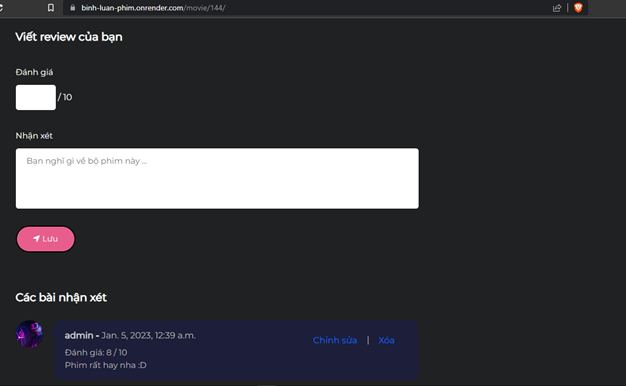 binh-luan-phim.onrender.com/movie/144/
Viết review của bạn
Đánh giá
/ 10
Nhận xét
Bạn nghĩ gì về bộ phim này ...
Lưu
Các bài nhận xét
admin - Jan. 5, 2023, 12:39 a.m.
Chỉnh sửa | Xóa
Đánh giá: 8 / 10
Phim rất hay nha :D